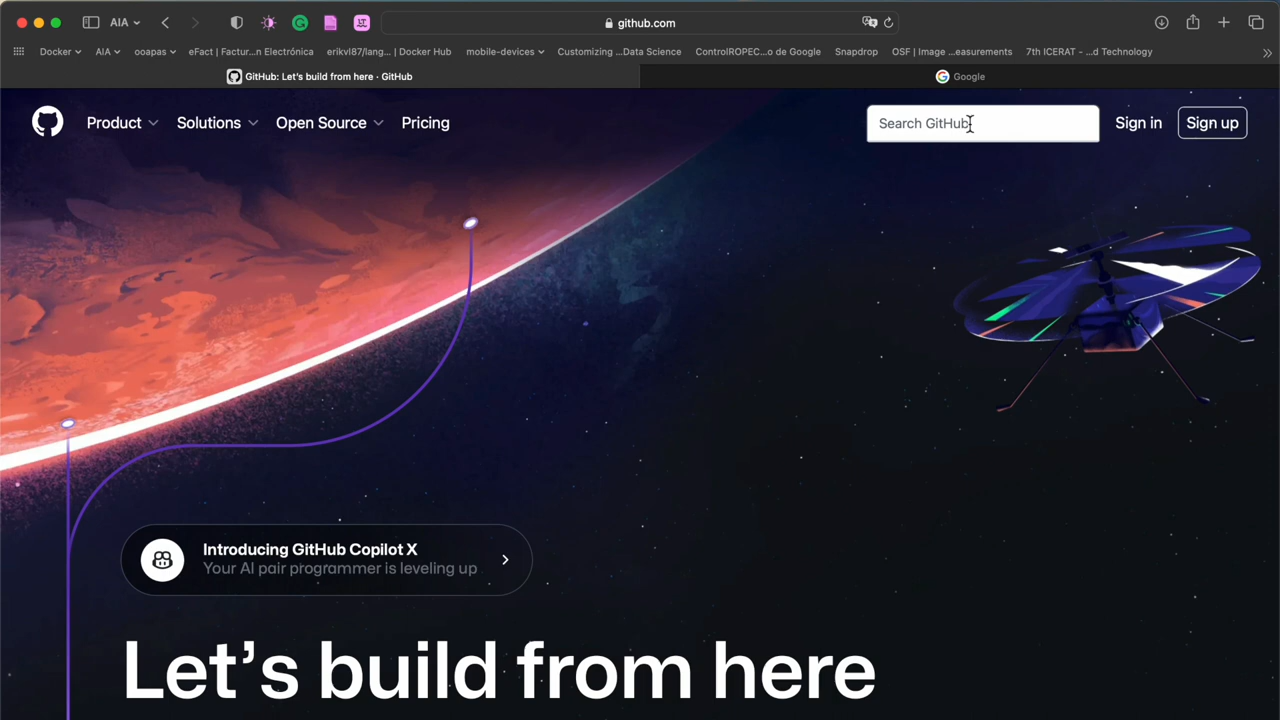 AIA
github.com
Docker AIA ooapas eFact | Factur...n Electrónica erikvl87/lang... | Docker Hub mobile-devices Customizing ...Data Science ControlROPEC...o de Google Snapdrop OSF | Image ...easurements 7th ICERAT - ...d Technology
GitHub: Let's build from here · GitHub
Google
Product Solutions Open Source Pricing Search GitHub Sign in Sign up
Introducing GitHub Copilot X
Your AI pair programmer is leveling up
Let's build from here